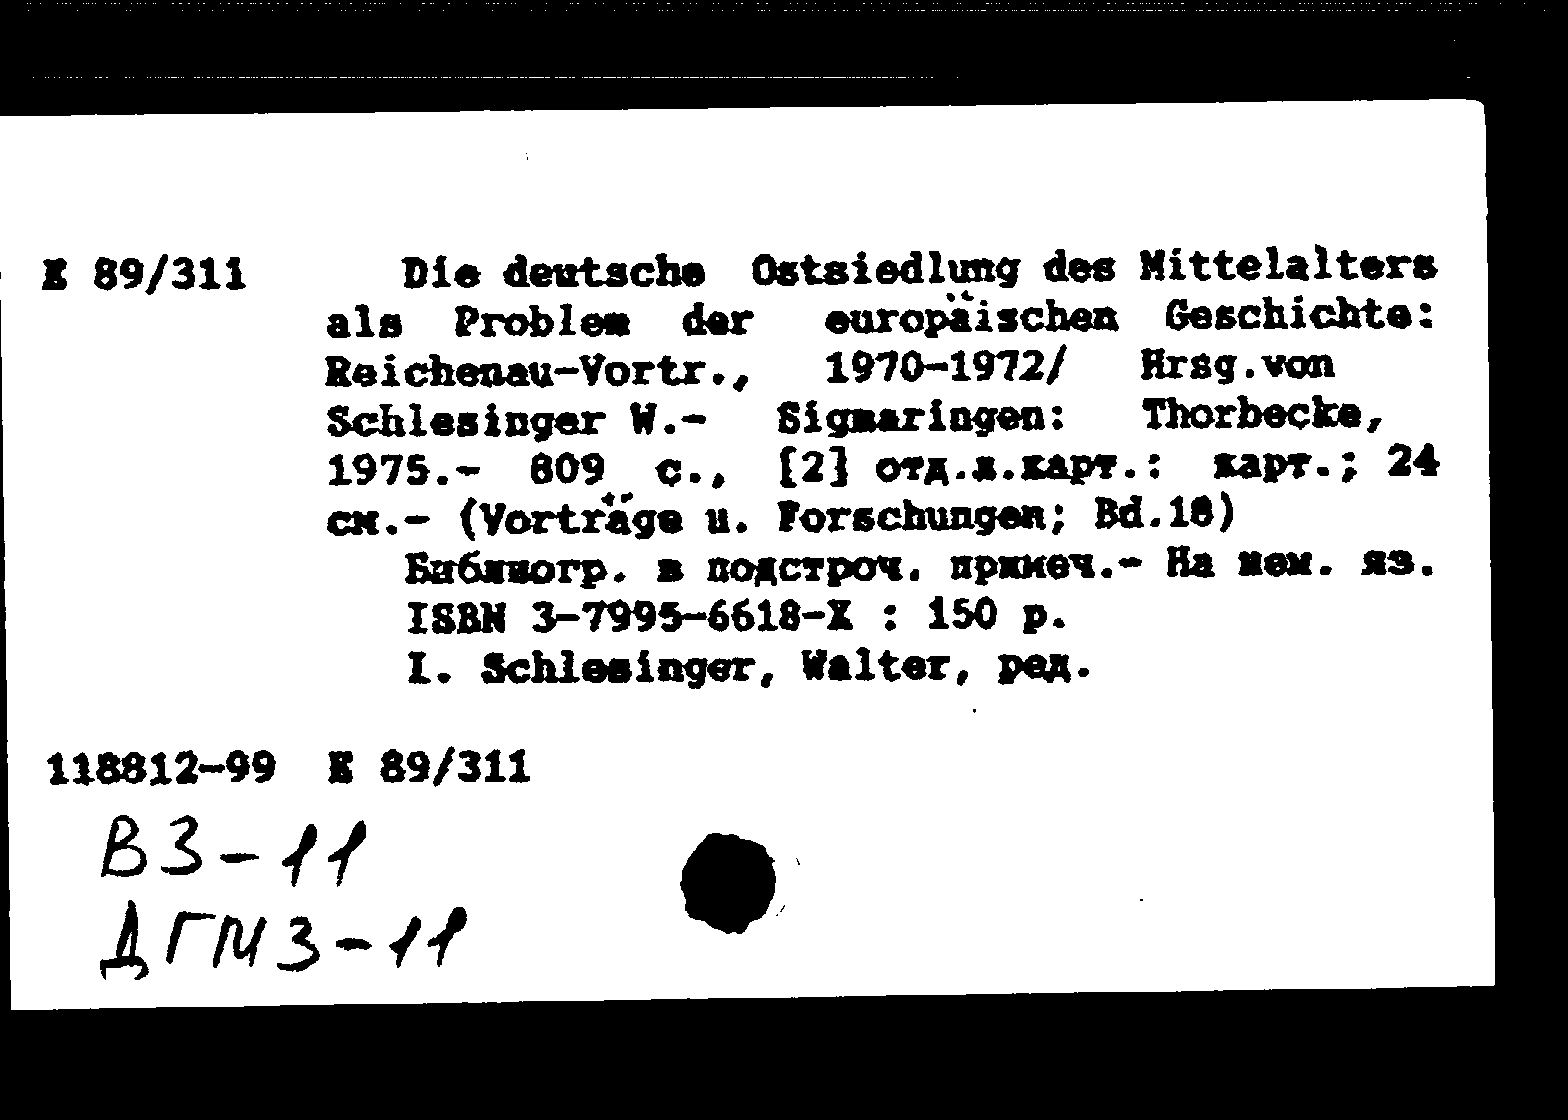 К 89/311 Die deutsche Ostsiedlung des Mittelalters
als Problem der europäischen Geschichte:
Reichenau-Vortr., 1970-1972/ Hrsg.von
Schlesinger W.- Sigmaringen: Thorbecke,
1975.- 809 с., [2] отд.л.карт.: карт.; 24
см.- (Vorträge u. Forschungen; Bd.18)
Библиогр. в подстроч. примеч.- На нем. яз.
ISBN 3-7995-6618-X : 150 р.
I. Schlesinger, Walter, ред.
118812-99 К 89/311
ВЗ-11
ДГМЗ-11